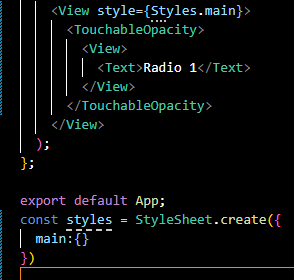 <View style={Styles.main}>
<TouchableOpacity>
<View>
<Text>Radio 1</Text>
</View>
</TouchableOpacity>
</View>
);
};
export default App;
const styles = StyleSheet.create({
main:{}
})